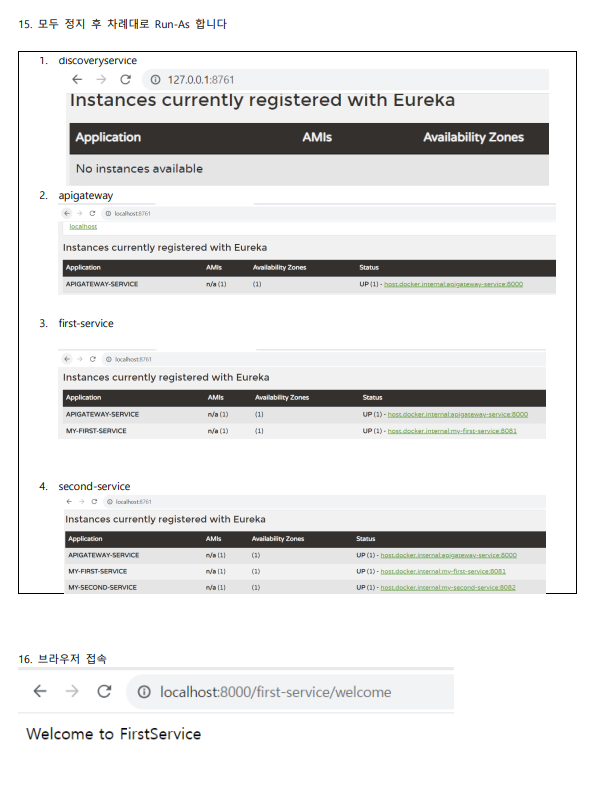 15. 모두 정지 후 차례대로 Run-As 합니다
1. discoveryservice
127.0.0.1:8761
Instances currently registered with Eureka
Application AMIs Availability Zones
No instances available
2. apigateway
localhost:8761
localhost
Instances currently registered with Eureka
Application AMIs Availability Zones Status
APIGATEWAY-SERVICE n/a (1) (1) UP (1) - host.docker.internal:apigateway-service:8000
3. first-service
localhost:8761
Instances currently registered with Eureka
Application AMIs Availability Zones Status
APIGATEWAY-SERVICE n/a (1) (1) UP (1) - host.docker.internal:apigateway-service:8000
MY-FIRST-SERVICE n/a (1) (1) UP (1) - host.docker.internal:my-first-service:8081
4. second-service
localhost:8761
Instances currently registered with Eureka
Application AMIs Availability Zones Status
APIGATEWAY-SERVICE n/a (1) (1) UP (1) - host.docker.internal:apigateway-service:8000
MY-FIRST-SERVICE n/a (1) (1) UP (1) - host.docker.internal:my-first-service:8081
MY-SECOND-SERVICE n/a (1) (1) UP (1) - host.docker.internal:my-second-service:8082
16. 브라우저 접속
localhost:8000/first-service/welcome
Welcome to FirstService